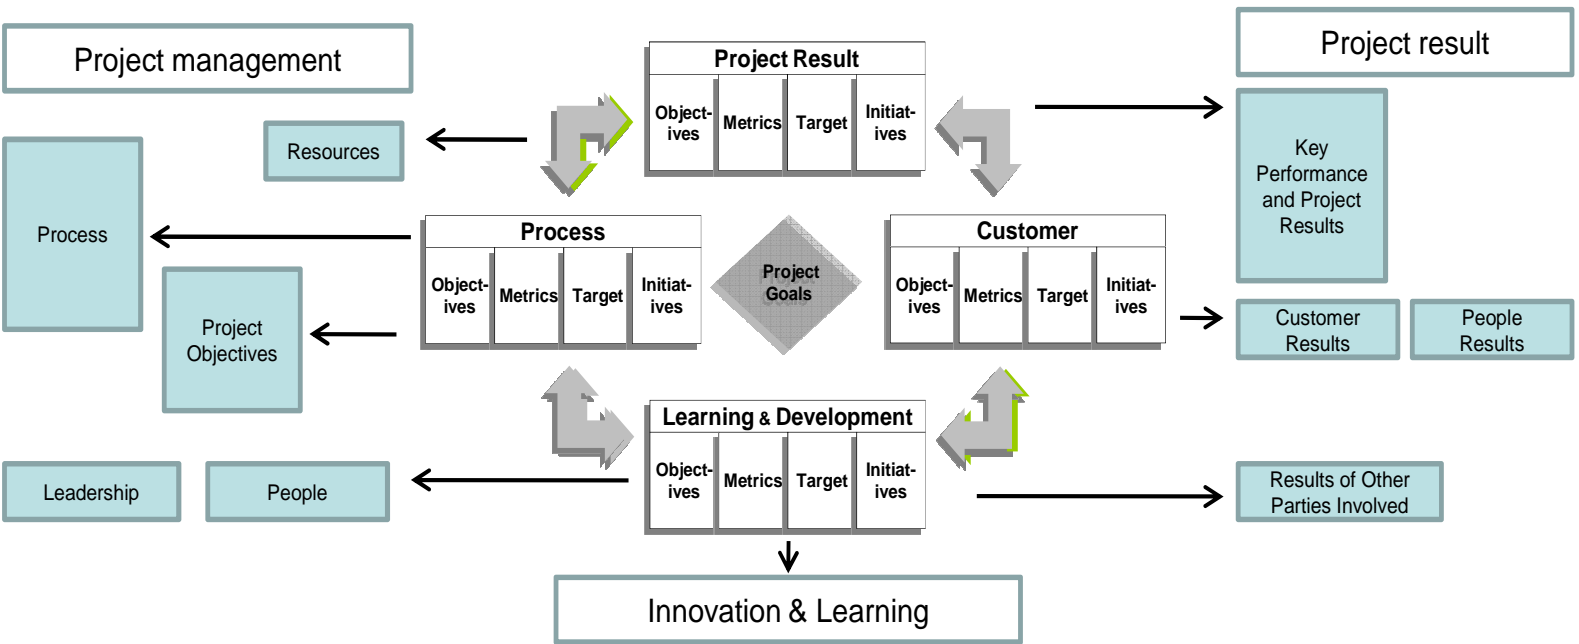 Project management
Project result
Project Result
Object-
ives
Metrics
Target
Initiat-
ives
Resources
Key
Performance
and Project
Results
Process
Process
Object-
ives
Metrics
Target
Initiat-
ives
Project
Goals
Customer
Object-
ives
Metrics
Target
Initiat-
ives
Project
Objectives
Customer
Results
People
Results
Learning & Development
Object-
ives
Metrics
Target
Initiat-
ives
Leadership
People
Results of Other
Parties Involved
Innovation & Learning